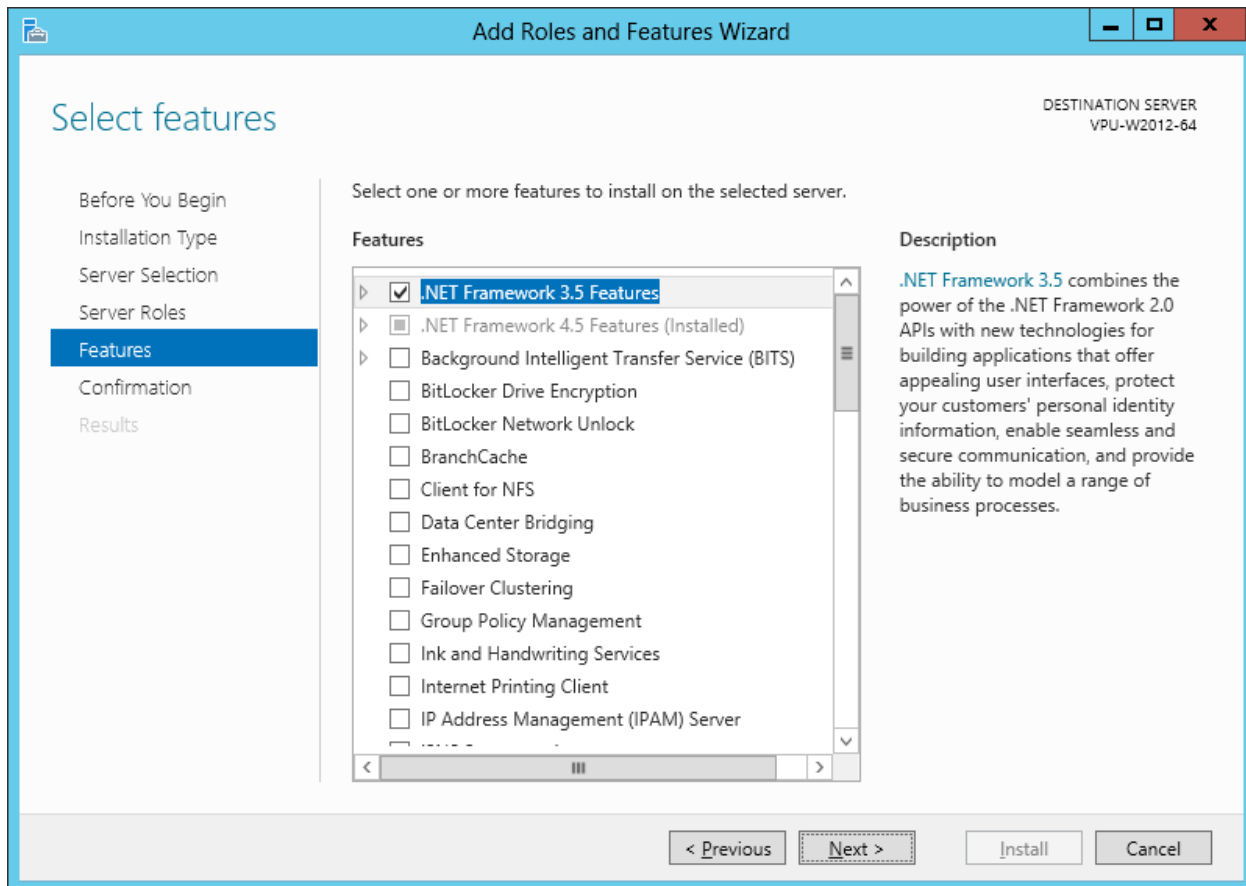 Add Roles and Features Wizard
Select features
DESTINATION SERVER
VPU-W2012-64
Before You Begin
Installation Type
Server Selection
Server Roles
Features
Confirmation
Results
Select one or more features to install on the selected server.
Features
.NET Framework 3.5 Features
.NET Framework 4.5 Features (Installed)
Background Intelligent Transfer Service (BITS)
BitLocker Drive Encryption
BitLocker Network Unlock
BranchCache
Client for NFS
Data Center Bridging
Enhanced Storage
Failover Clustering
Group Policy Management
Ink and Handwriting Services
Internet Printing Client
IP Address Management (IPAM) Server
Description
.NET Framework 3.5 combines the
power of the .NET Framework 2.0
APIs with new technologies for
building applications that offer
appealing user interfaces, protect
your customers' personal identity
information, enable seamless and
secure communication, and provide
the ability to model a range of
business processes.
< Previous
Next >
Install
Cancel